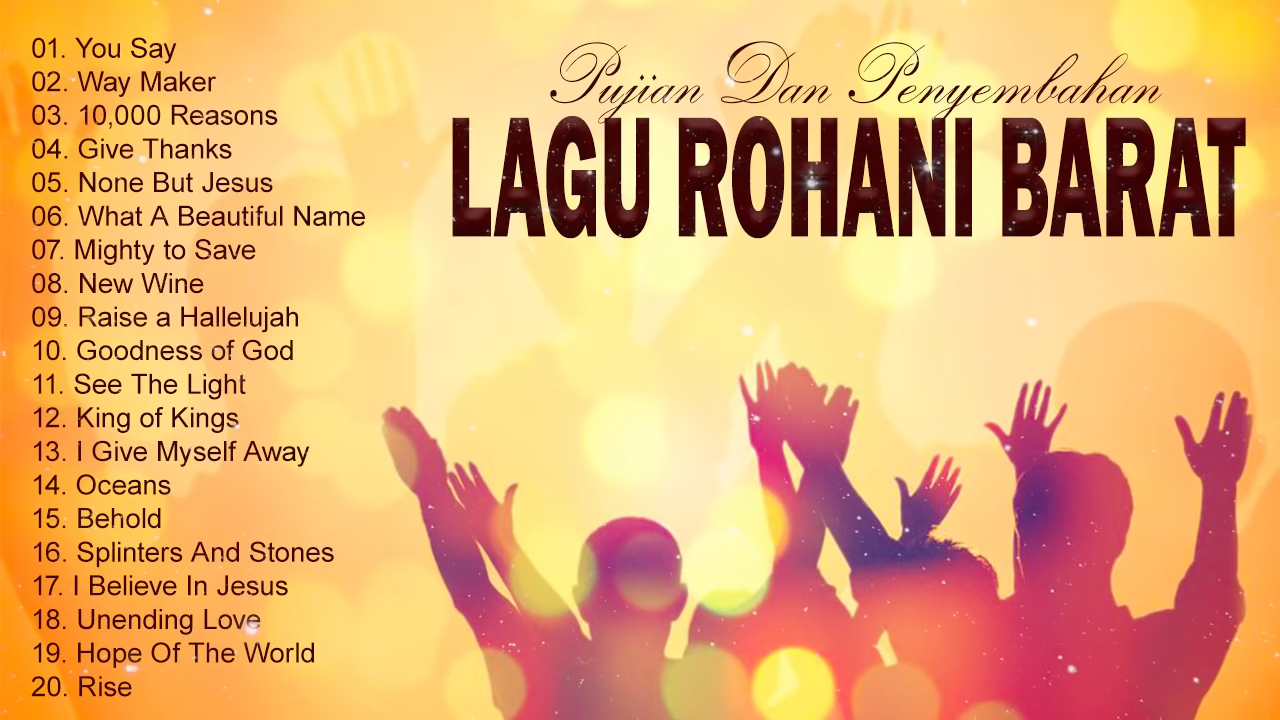 01. You Say
02. Way Maker
03. 10,000 Reasons
04. Give Thanks
05. None But Jesus
06. What A Beautiful Name
07. Mighty to Save
08. New Wine
09. Raise a Hallelujah
10. Goodness of God
11. See The Light
12. King of Kings
13. I Give Myself Away
14. Oceans
15. Behold
16. Splinters And Stones
17. I Believe In Jesus
18. Unending Love
19. Hope Of The World
20. Rise
Pujian Dan Penyembahan
LAGU ROHANI BARAT